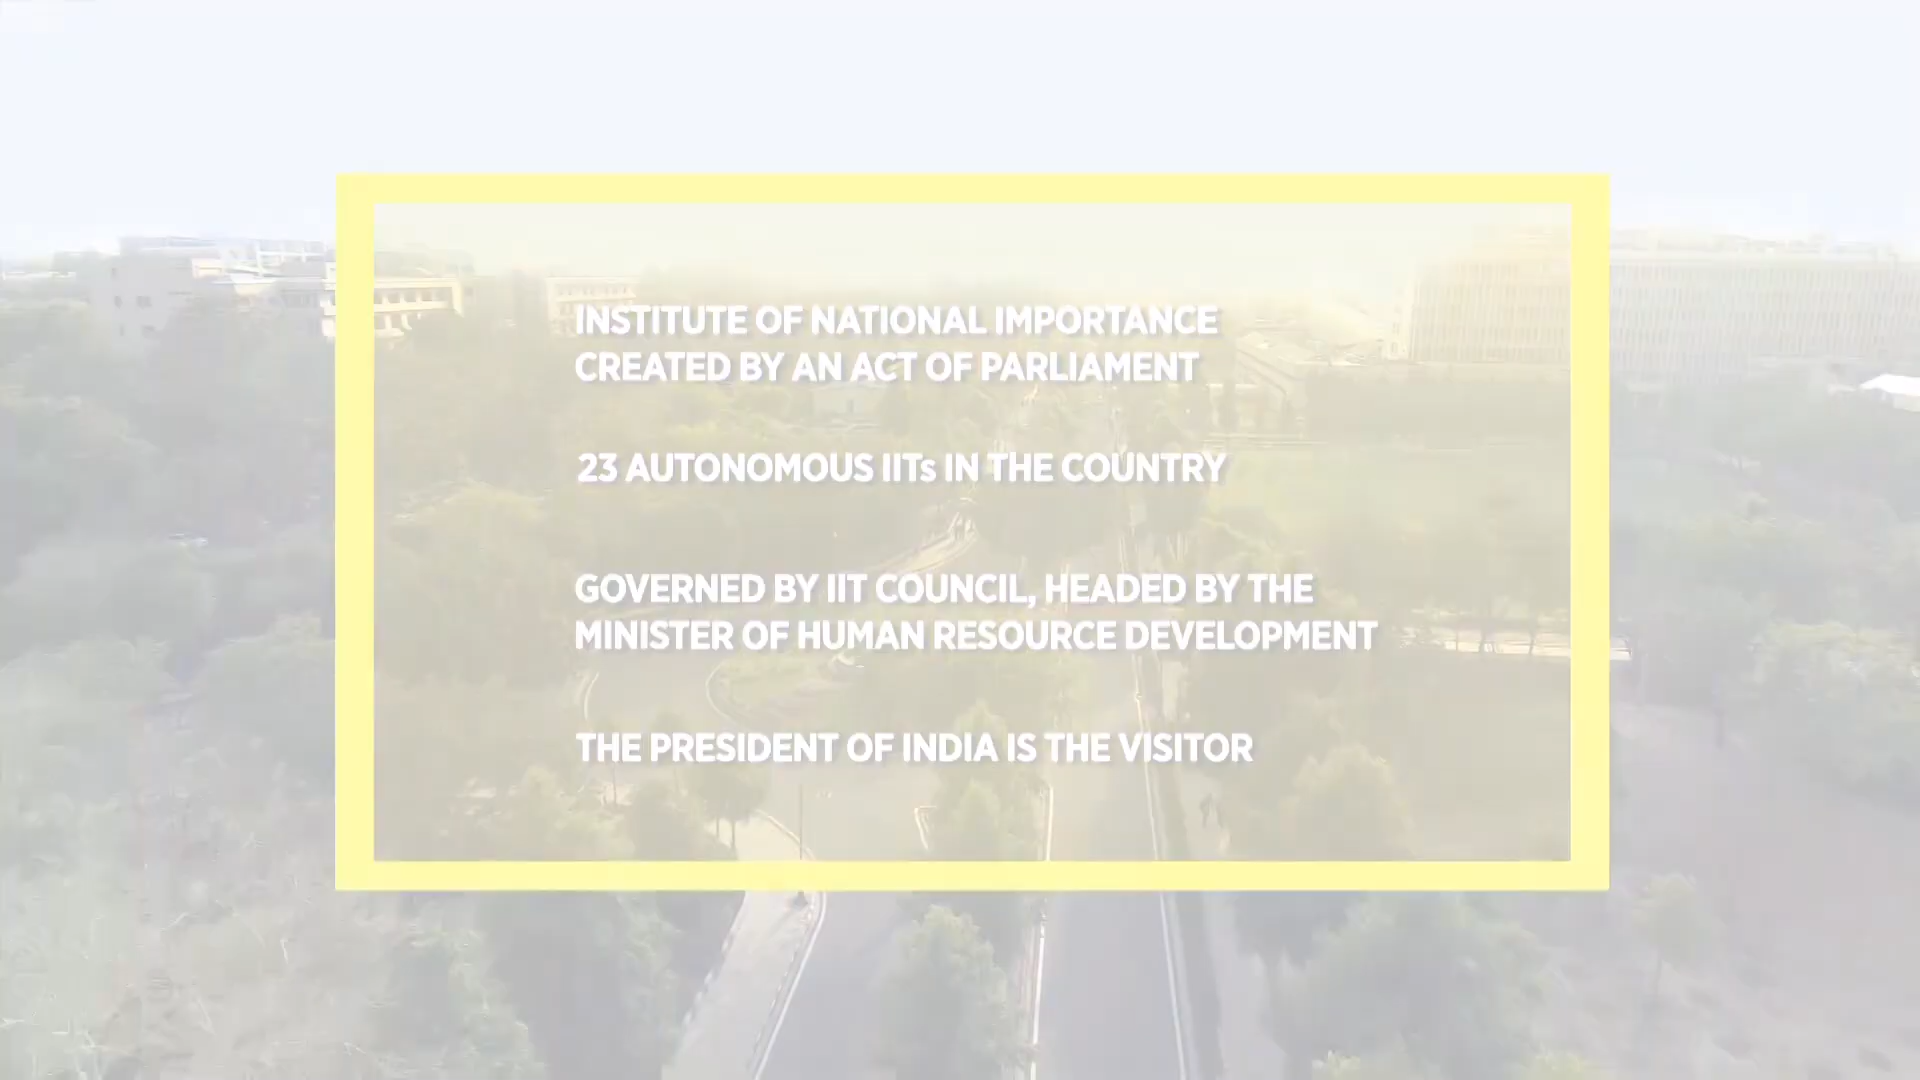 INSTITUTE OF NATIONAL IMPORTANCE
CREATED BY AN ACT OF PARLIAMENT
23 AUTONOMOUS IITs IN THE COUNTRY
GOVERNED BY IIT COUNCIL, HEADED BY THE
MINISTER OF HUMAN RESOURCE DEVELOPMENT
THE PRESIDENT OF INDIA IS THE VISITOR